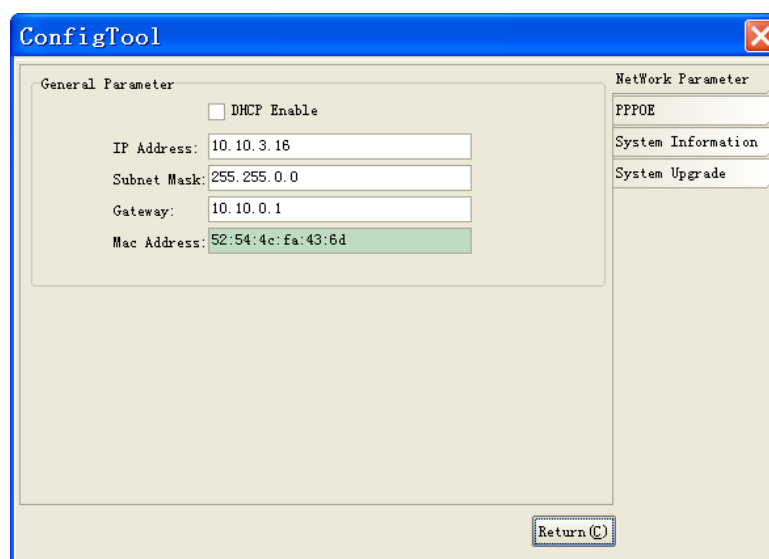 ConfigTool
General Parameter
DHCP Enable
IP Address: 10.10.3.16
Subnet Mask: 255.255.0.0
Gateway: 10.10.0.1
Mac Address: 52:54:4c:fa:43:6d
NetWork Parameter
PPPOE
System Information
System Upgrade
Return(C)